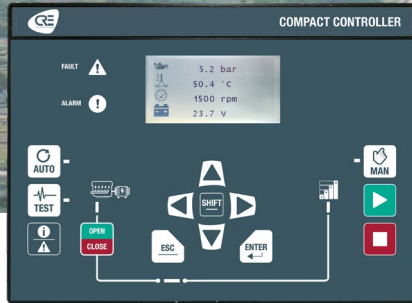 CRE
COMPACT CONTROLLER
FAULT
ALARM
5.2 bar
50.4 °C
1500 rpm
23.7 V
AUTO
MAN
TEST
SHIFT
OPEN
CLOSE
ESC
ENTER